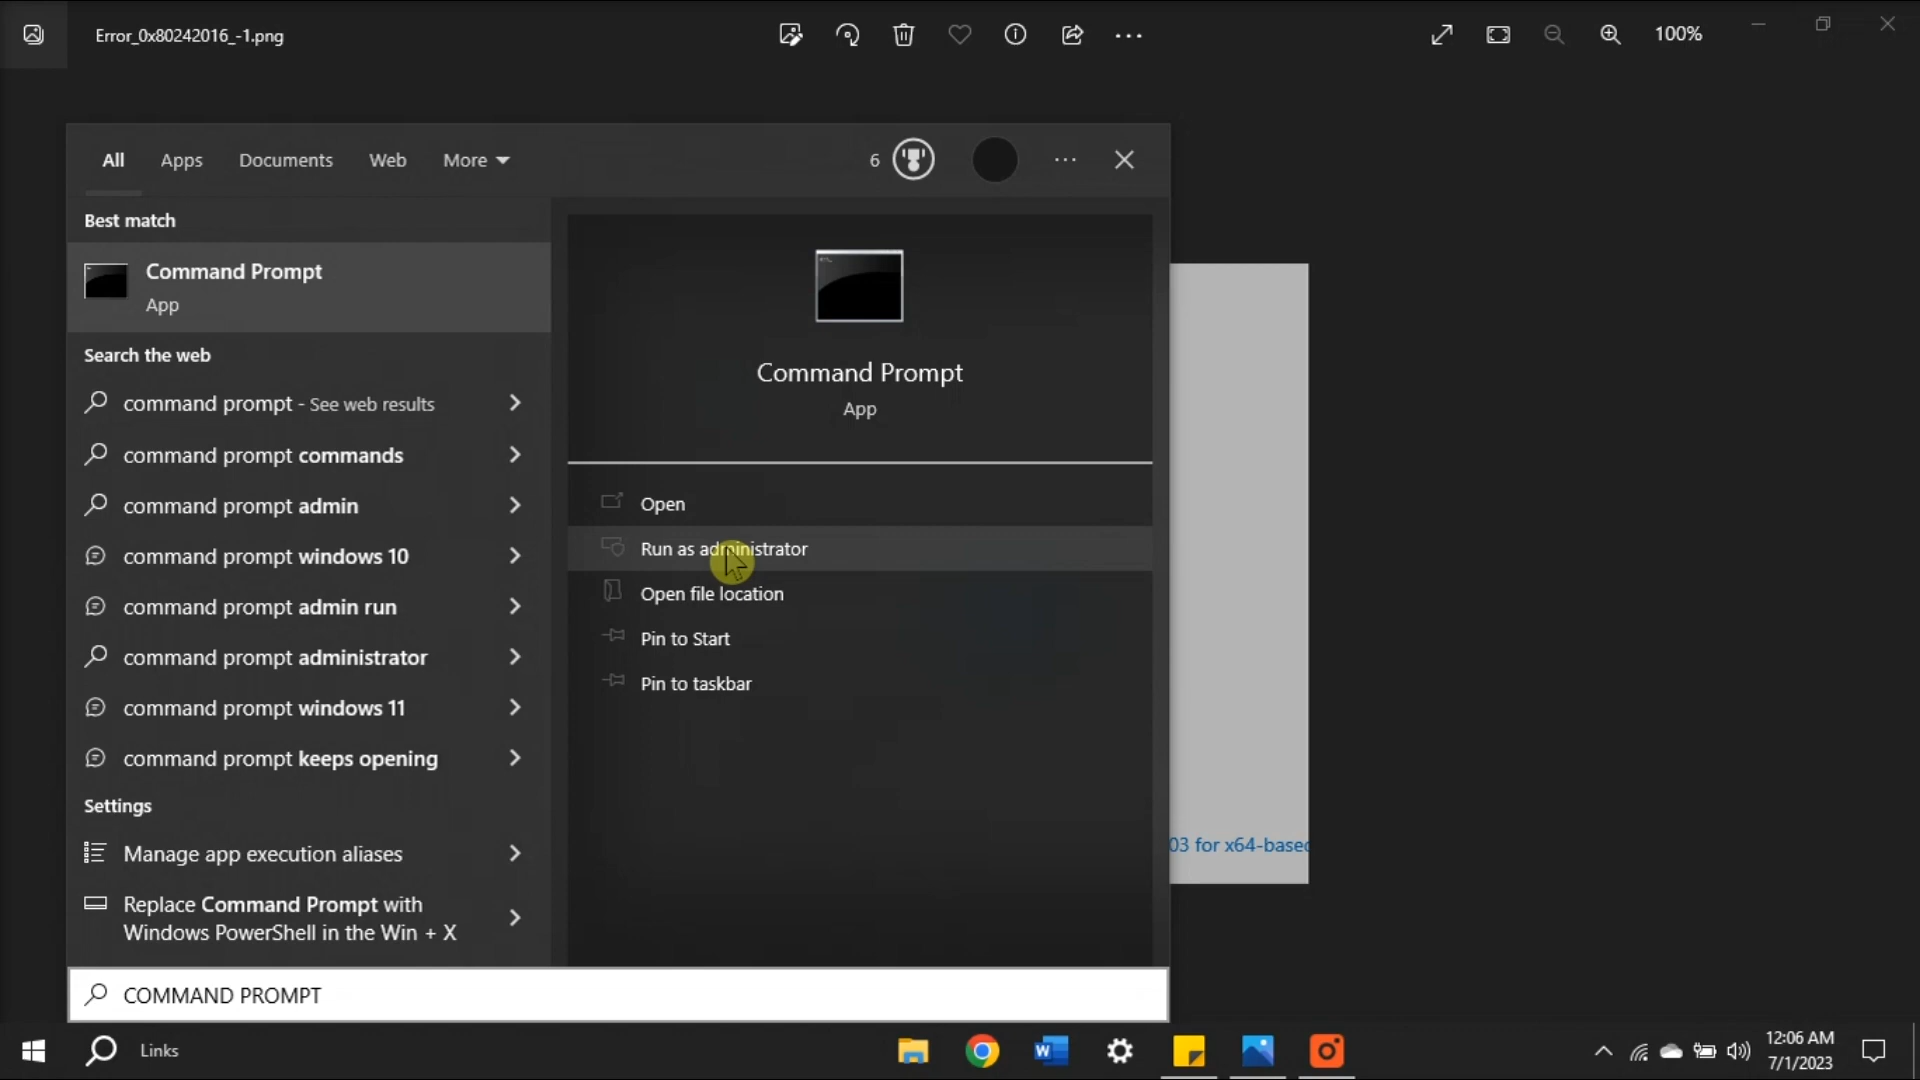 Error_0x80242016_-1.png
100%
All
Apps
Documents
Web
More
6
Best match
Command Prompt
App
Search the web
command prompt - See web results
command prompt commands
command prompt admin
command prompt windows 10
command prompt admin run
command prompt administrator
command prompt windows 11
command prompt keeps opening
Settings
Manage app execution aliases
Replace Command Prompt with
Windows PowerShell in the Win + X
Command Prompt
App
Open
Run as administrator
Open file location
Pin to Start
Pin to taskbar
03 for x64-based
COMMAND PROMPT
Links
12:06 AM
7/1/2023